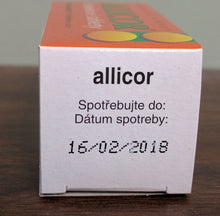 allicor
Spotřebujte do:
Dátum spotreby:
16/02/2018